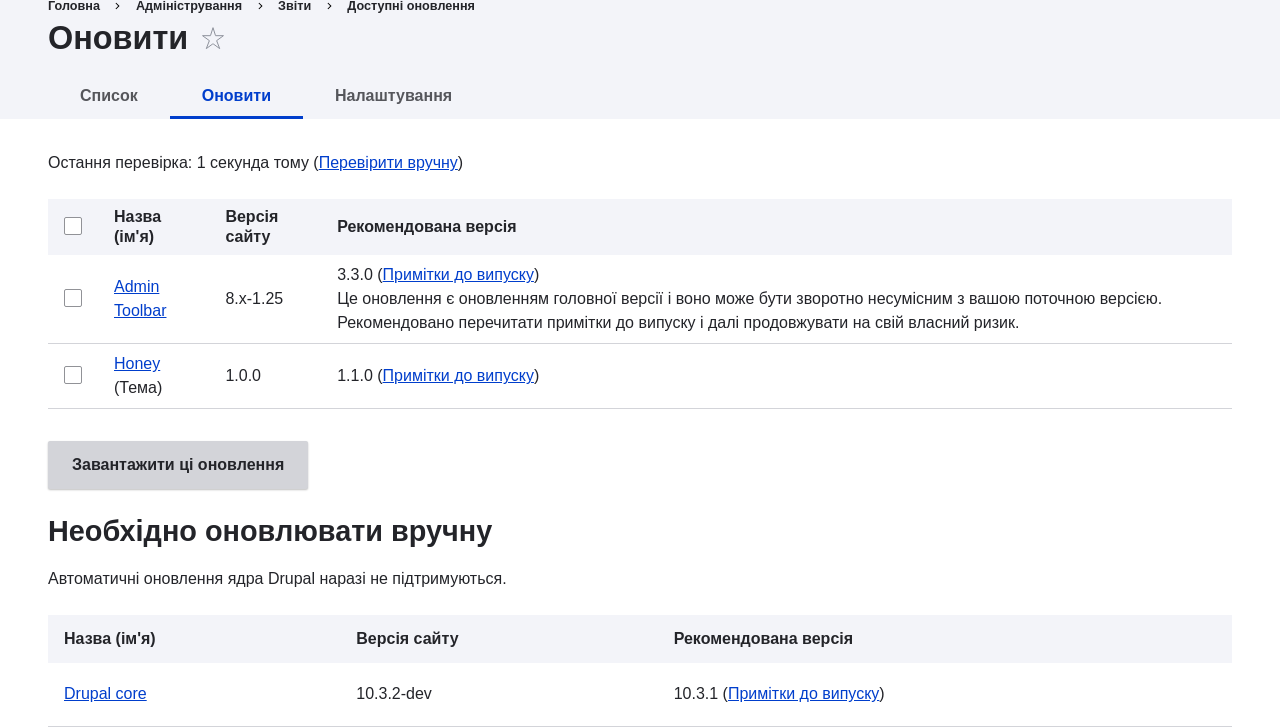 Головна › Адміністрування › Звіти › Доступні оновлення
Оновити ☆
Список Оновити Налаштування
Остання перевірка: 1 секунда тому (Перевірити вручну)
Назва Версія
(ім'я) сайту Рекомендована версія
3.3.0 (Примітки до випуску)
Admin
Toolbar 8.x-1.25 Це оновлення є оновленням головної версії і воно може бути зворотно несумісним з вашою поточною версією.
Рекомендовано перечитати примітки до випуску і далі продовжувати на свій власний ризик.
Honey
(Тема) 1.0.0 1.1.0 (Примітки до випуску)
Завантажити ці оновлення
Необхідно оновлювати вручну
Автоматичні оновлення ядра Drupal наразі не підтримуються.
Назва (ім'я) Версія сайту Рекомендована версія
Drupal core 10.3.2-dev 10.3.1 (Примітки до випуску)